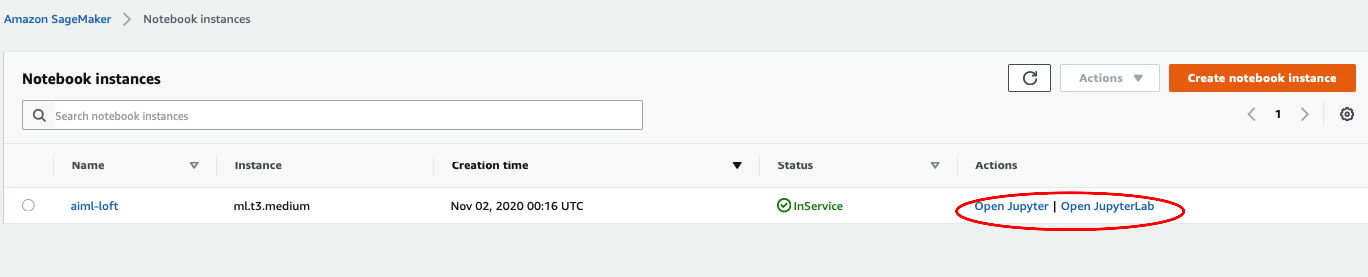 Amazon SageMaker > Notebook instances
Notebook instances
Actions
Create notebook instance
Search notebook instances
1
Name Instance Creation time Status Actions
aiml-loft ml.t3.medium Nov 02, 2020 00:16 UTC InService Open Jupyter | Open JupyterLab